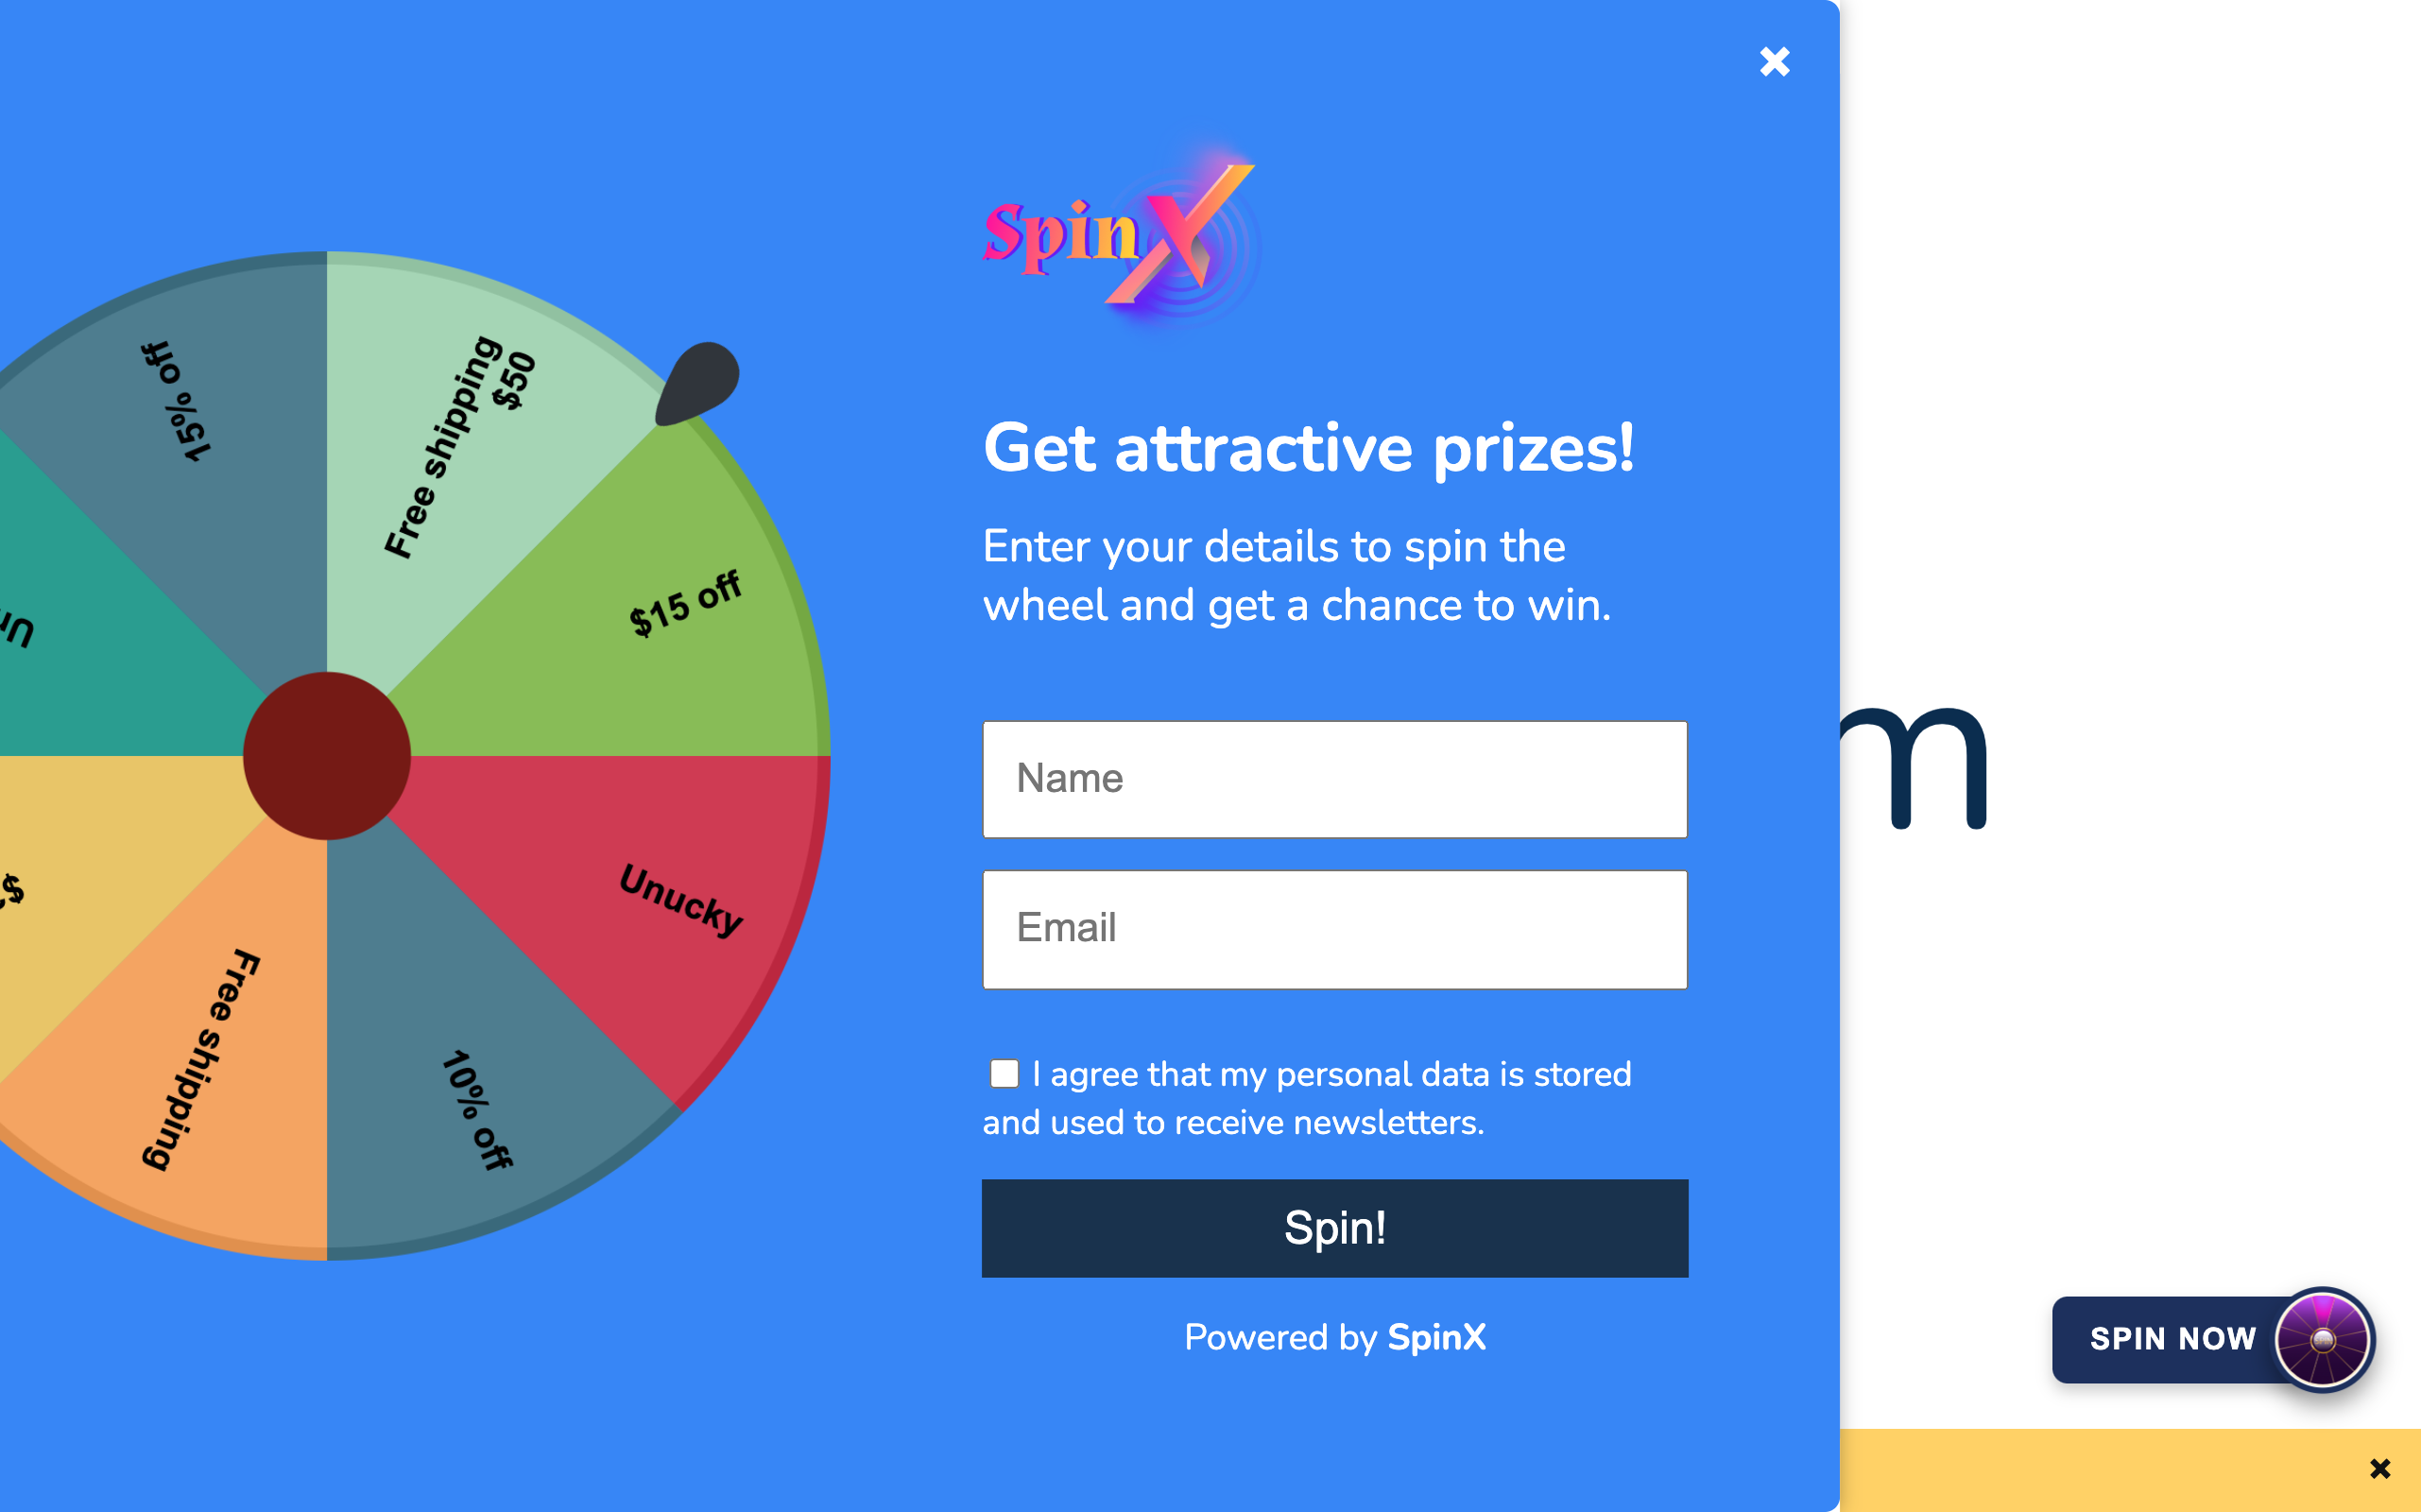 SpinX
Get attractive prizes!
Enter your details to spin the
wheel and get a chance to win.
Name
Email
I agree that my personal data is stored
and used to receive newsletters.
Spin!
Powered by SpinX
15% off
Free shipping
$50
$15 off
Unucky
10% off
Free shipping
m
SPIN NOW